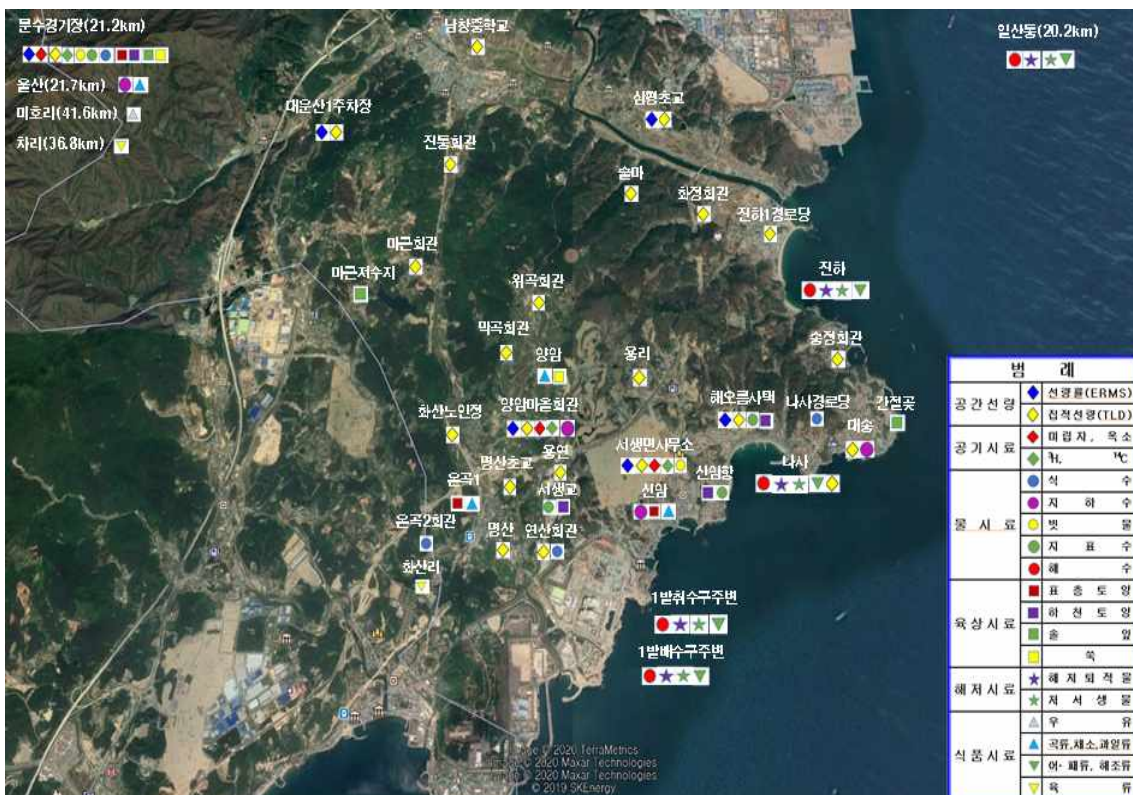 문수경기장(21.2km)
울산(21.7km)
미호리(41.6km)
차리(36.8km)
일산동(20.2km)
남창중학교
대운산1주차장
삼평초교
진동회관
술마
화정회관
진하1경로당
마근회관
마근저수지
위곡회관
진하
막곡회관
양암
용리
송정회관
화산노인정
양암마을회관
해오름사택
나사경로당
간절곶
대송
서생면사무소
용연
명산초교
신암항
나사
온곡1
서생교
신암
온곡2회관
명산
연산회관
화산리
1발취수구주변
1발배수구주변
범 례
공간선량
선량률(ERMS)
집적선량(TLD)
공기시료
미립자, 옥소
³H, ¹⁴C
물 시 료
식 수
지 하 수
빗 물
지 표 수
해 수
육상시료
표 층 토 양
하 천 토 양
솔 잎
쑥
해저시료
해 저 퇴 적 물
저 서 생 물
식품시료
우 유
곡류,채소,과일류
어·패류, 해조류
육 류
Image © 2020 TerraMetrics
Image © 2020 Maxar Technologies
Image © 2020 Maxar Technologies
© 2019 SKEnergy